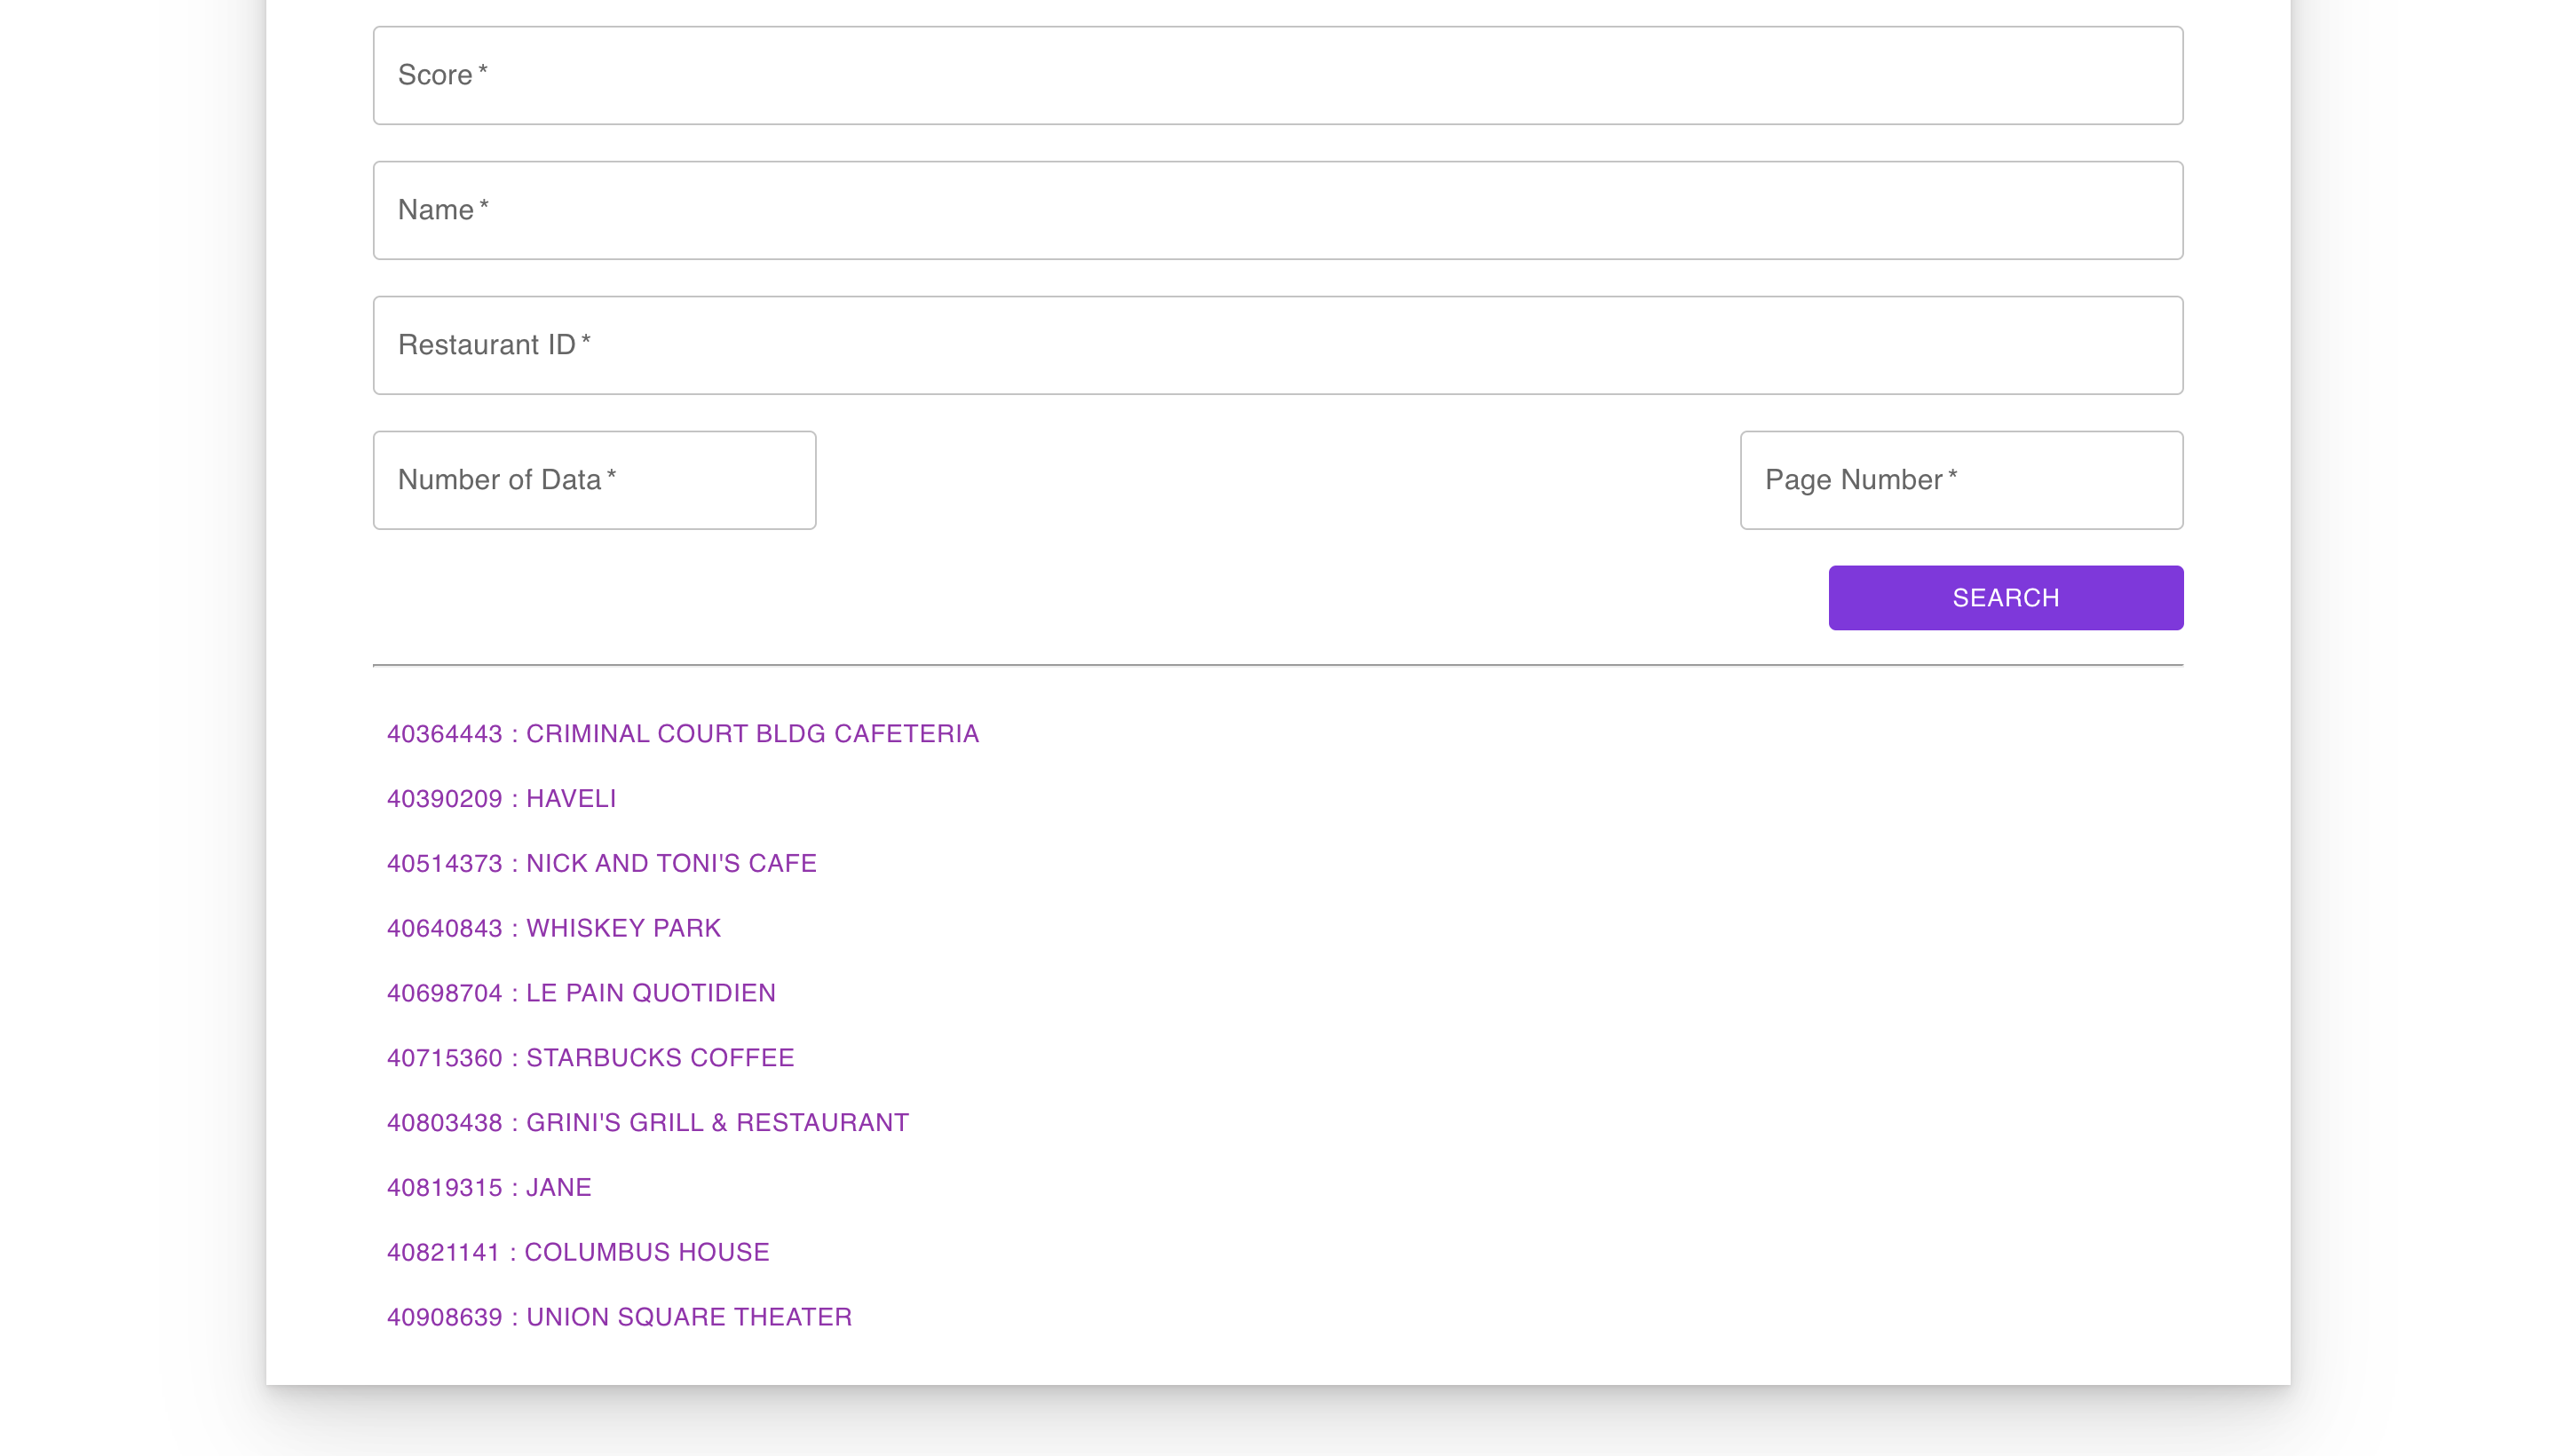 Score *
Name *
Restaurant ID *
Number of Data *
Page Number *
SEARCH
40364443 : CRIMINAL COURT BLDG CAFETERIA
40390209 : HAVELI
40514373 : NICK AND TONI'S CAFE
40640843 : WHISKEY PARK
40698704 : LE PAIN QUOTIDIEN
40715360 : STARBUCKS COFFEE
40803438 : GRINI'S GRILL & RESTAURANT
40819315 : JANE
40821141 : COLUMBUS HOUSE
40908639 : UNION SQUARE THEATER